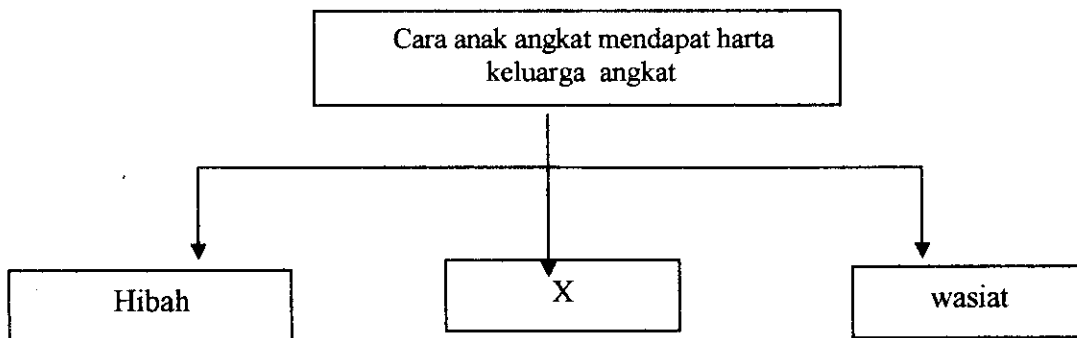 Cara anak angkat mendapat harta
keluarga angkat
Hibah
X
wasiat